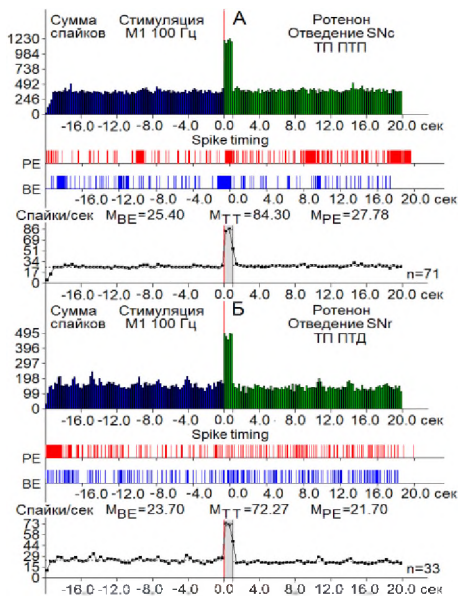 Сумма Стимуляция А Ротенон
спайков М1 100 Гц Отведение SNc
ТП ПТП
1230
984
738
492
246
0
-16.0 -12.0 -8.0 -4.0 0.0 4.0 8.0 12.0 16.0 20.0 сек
Spike timing
PE
BE
-16.0 -12.0 -8.0 -4.0 0.0 4.0 8.0 12.0 16.0 20.0 сек
Спайки/сек MBE=25.40 MTT=84.30 MPE=27.78
86
69
51
34
17
0
n=71
-16.0 -12.0 -8.0 -4.0 0.0 4.0 8.0 12.0 16.0 20.0 сек
Сумма Стимуляция Б Ротенон
спайков М1 100 Гц Отведение SNr
ТП ПТД
495
396
297
198
99
0
-16.0 -12.0 -8.0 -4.0 0.0 4.0 8.0 12.0 16.0 20.0 сек
Spike timing
PE
BE
-16.0 -12.0 -8.0 -4.0 0.0 4.0 8.0 12.0 16.0 20.0 сек
Спайки/сек MBE=23.70 MTT=72.27 MPE=21.70
73
58
44
29
15
0
n=33
-16.0 -12.0 -8.0 -4.0 0.0 4.0 8.0 12.0 16.0 20.0 сек